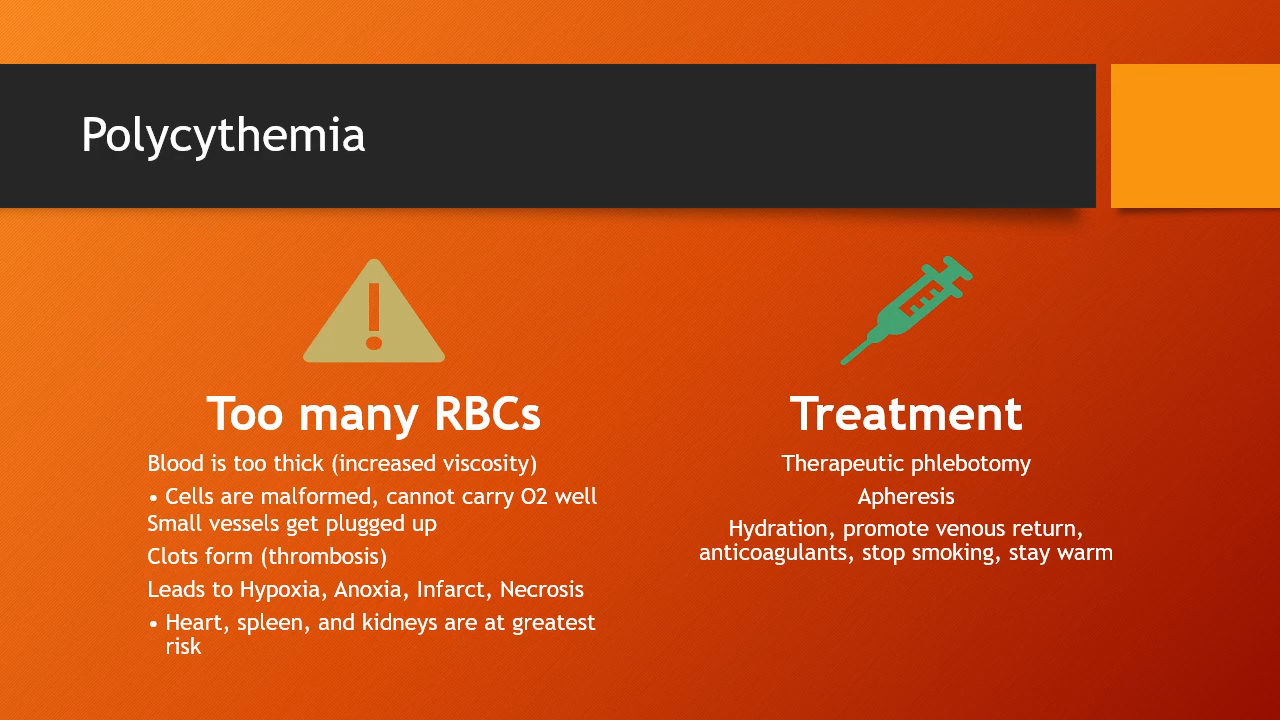 Polycythemia
Too many RBCs
Blood is too thick (increased viscosity)
• Cells are malformed, cannot carry O2 well
Small vessels get plugged up
Clots form (thrombosis)
Leads to Hypoxia, Anoxia, Infarct, Necrosis
• Heart, spleen, and kidneys are at greatest
risk
Treatment
Therapeutic phlebotomy
Apheresis
Hydration, promote venous return,
anticoagulants, stop smoking, stay warm